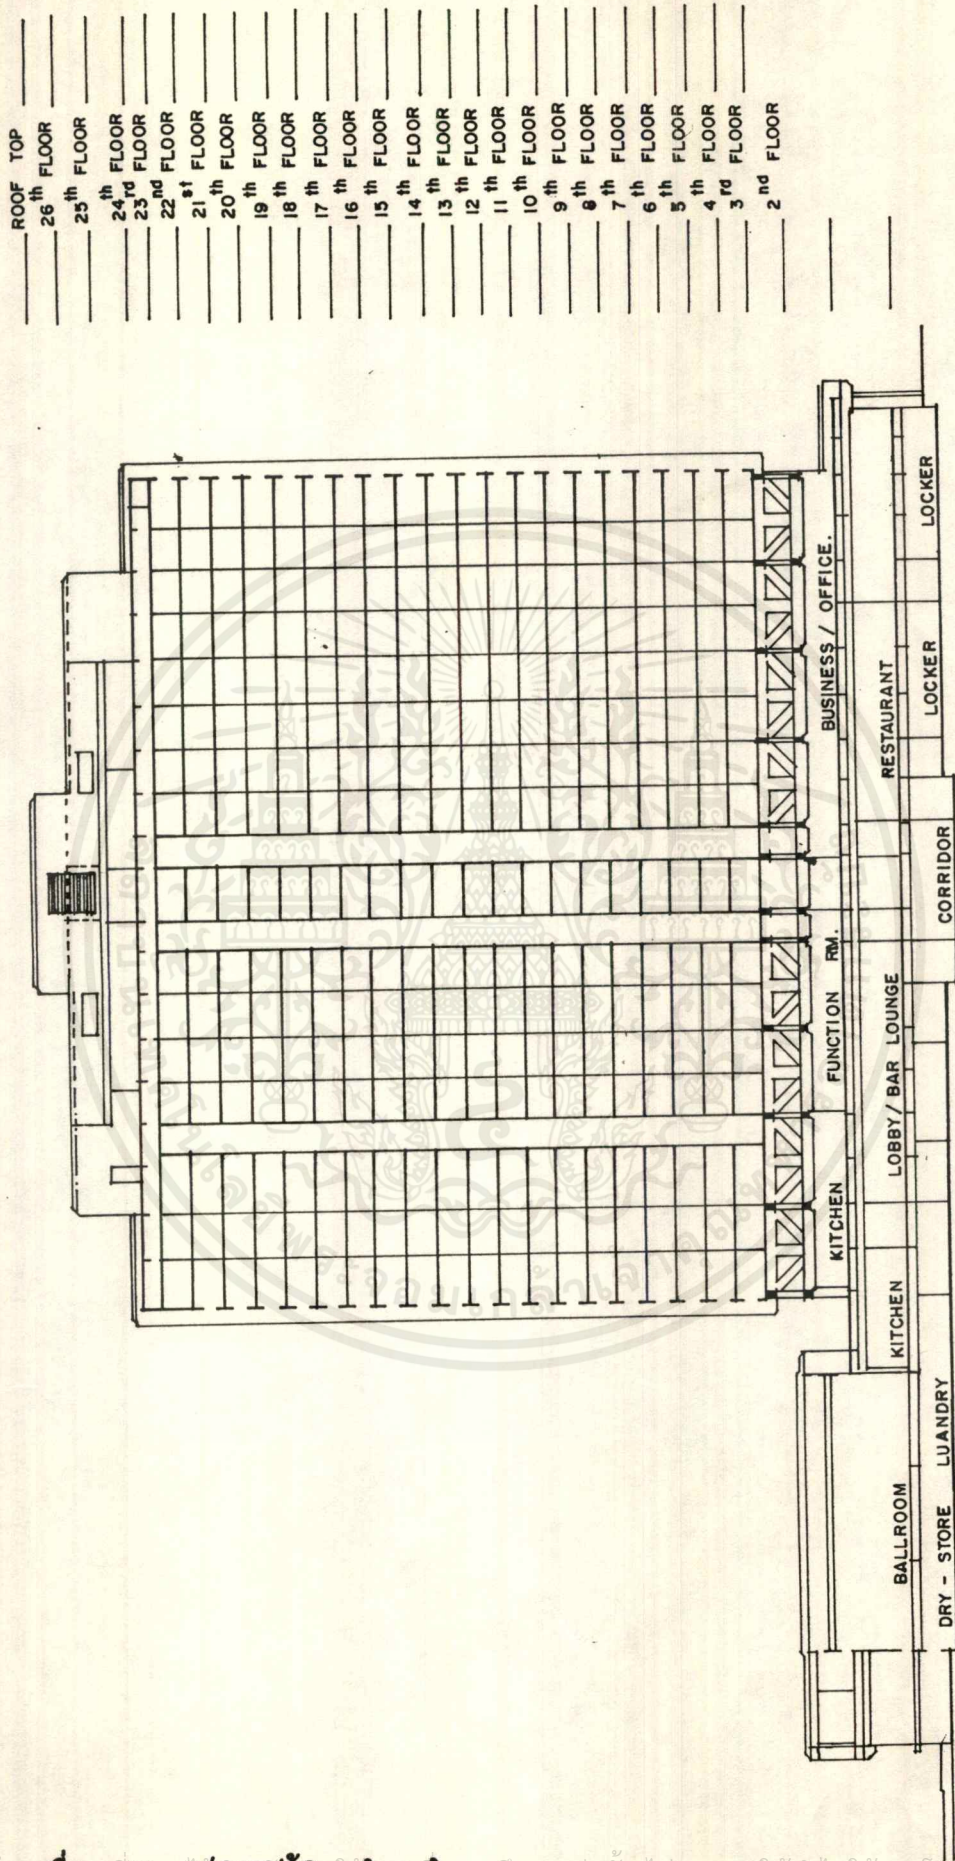 ROOF TOP
26th FLOOR
25th FLOOR
24th FLOOR
23rd FLOOR
22nd FLOOR
21st FLOOR
20th FLOOR
19th FLOOR
18th FLOOR
17th FLOOR
16th FLOOR
15th FLOOR
14th FLOOR
13th FLOOR
12th FLOOR
11th FLOOR
10th FLOOR
9th FLOOR
8th FLOOR
7th FLOOR
6th FLOOR
5th FLOOR
4th FLOOR
3rd FLOOR
2nd FLOOR
KITCHEN FUNCTION RM. BUSINESS / OFFICE.
BALLROOM KITCHEN LOBBY / BAR LOUNGE RESTAURANT
DRY - STORE LUANDRY CORRIDOR LOCKER LOCKER